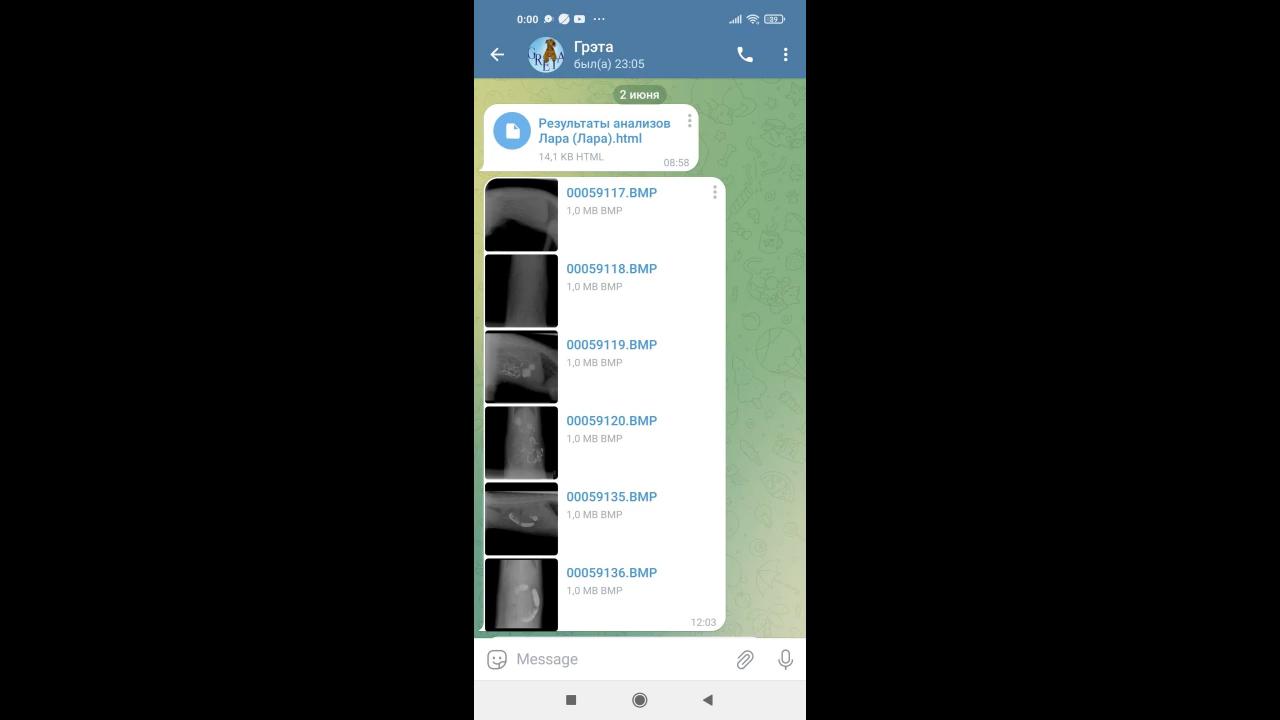 0:00
39
Грэта
был(а) 23:05
2 июня
Результаты анализов
Лара (Лара).html
14,1 KB HTML
08:58
00059117.BMP
1,0 MB BMP
00059118.BMP
1,0 MB BMP
00059119.BMP
1,0 MB BMP
00059120.BMP
1,0 MB BMP
00059135.BMP
1,0 MB BMP
00059136.BMP
1,0 MB BMP
12:03
Message